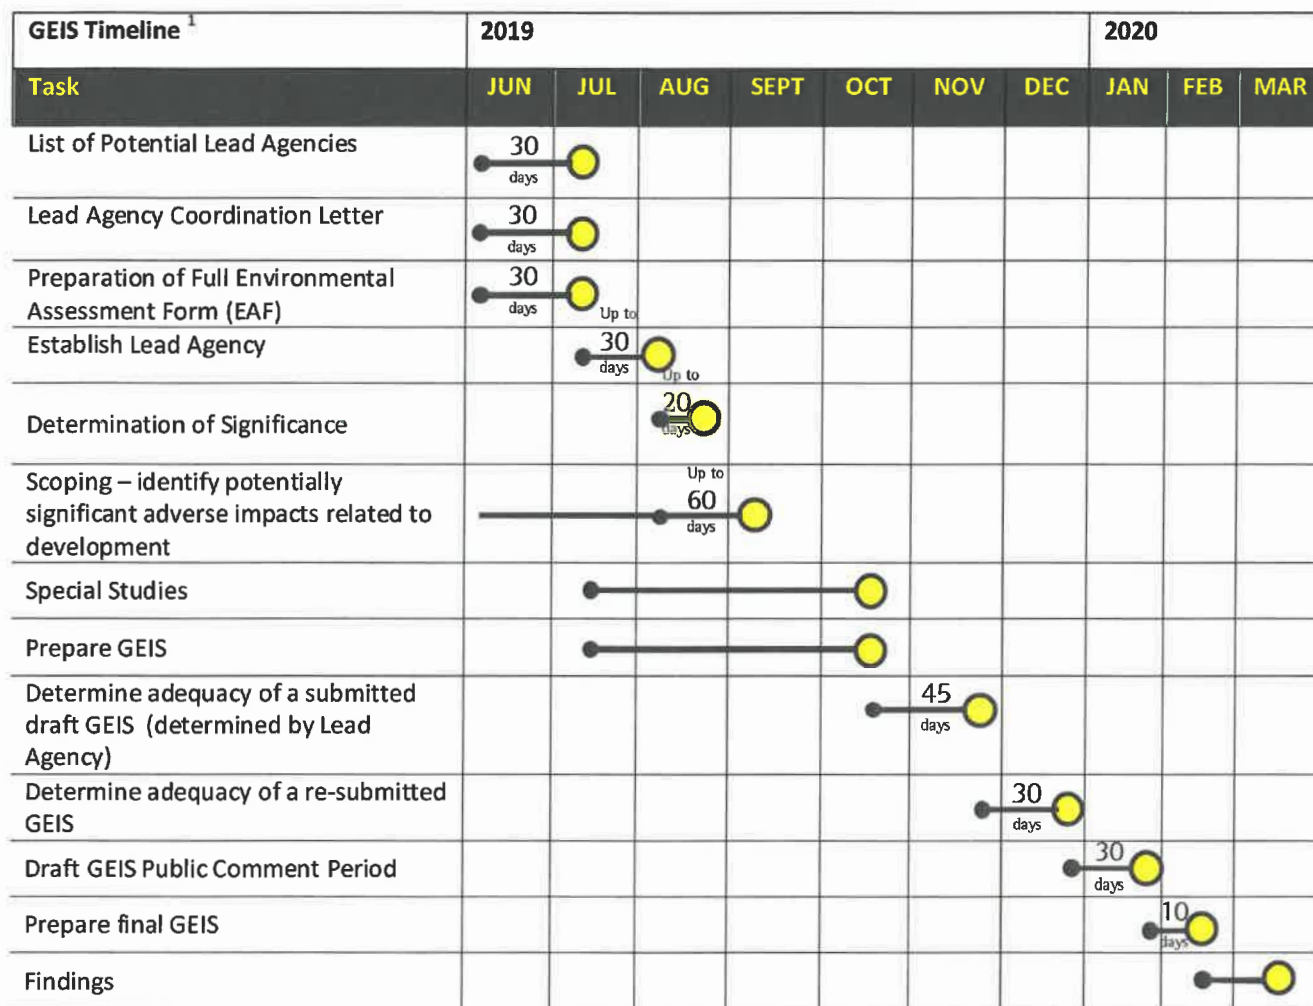 GEIS Timeline 1 2019 2020
Task JUN JUL AUG SEPT OCT NOV DEC JAN FEB MAR
List of Potential Lead Agencies
30
days
Lead Agency Coordination Letter
30
days
Preparation of Full Environmental
Assessment Form (EAF)
30
days
Establish Lead Agency
Up to
30
days
Determination of Significance
Up to
20
days
Scoping – identify potentially
significant adverse impacts related to
development
Up to
60
days
Special Studies
Prepare GEIS
Determine adequacy of a submitted
draft GEIS (determined by Lead
Agency)
45
days
Determine adequacy of a re-submitted
GEIS
30
days
Draft GEIS Public Comment Period
30
days
Prepare final GEIS
10
days
Findings